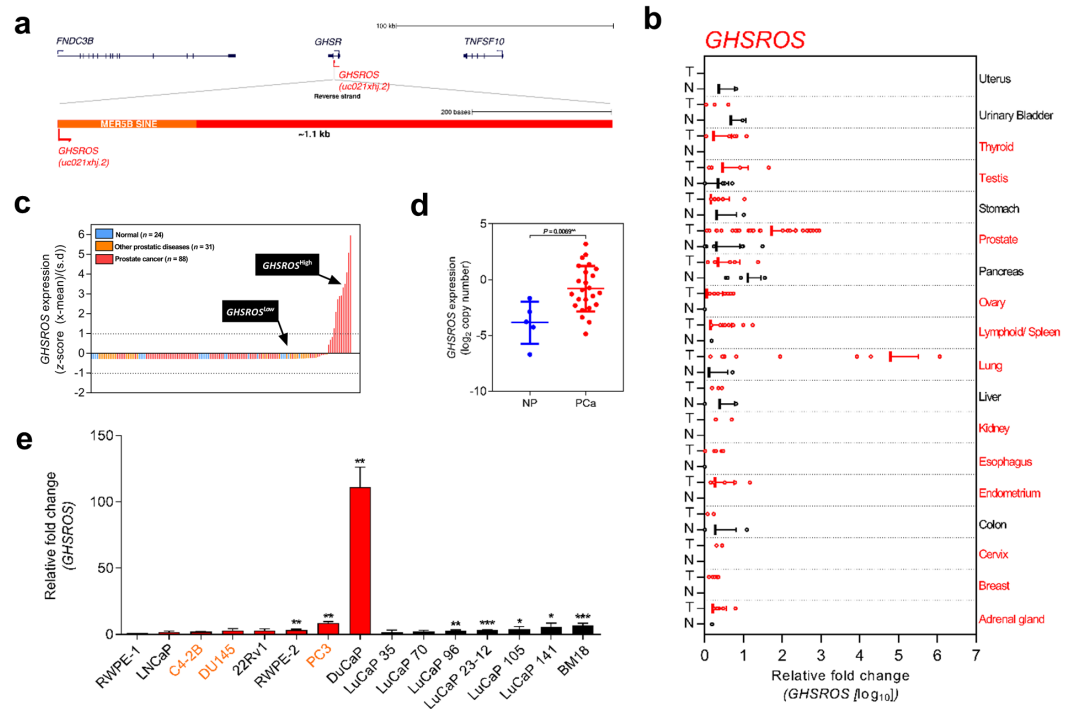 a
100 kb
FNDC3B
GHSR
TNFSF10
GHSROS
(uc021xhj.2)
Reverse strand
200 bases
MER5B SINE
~1.1 kb
GHSROS
(uc021xhj.2)
b
GHSROS
T
N
Uterus
T
N
Urinary Bladder
T
N
Thyroid
T
N
Testis
T
N
Stomach
T
N
Prostate
T
N
Pancreas
T
N
Ovary
T
N
Lymphoid/ Spleen
T
N
Lung
T
N
Liver
T
N
Kidney
T
N
Esophagus
T
N
Endometrium
T
N
Colon
T
N
Cervix
T
N
Breast
T
N
Adrenal gland
0 1 2 3 4 5 6 7
Relative fold change
(GHSROS [log10])
c
GHSROS expression
(z-score (x-mean)/(s.d))
6
5
4
3
2
1
0
-1
-2
Normal (n = 24)
Other prostatic diseases (n = 31)
Prostate cancer (n = 88)
GHSROSHigh
GHSROSLow
d
GHSROS expression
(log2 copy number)
5
0
-5
-10
P = 0.0069**
NP PCa
e
Relative fold change
(GHSROS)
150
100
50
0
** ** ** ** *** * * ***
RWPE-1
LNCaP
C4-2B
DU145
22Rv1
RWPE-2
PC3
DuCaP
LuCaP 35
LuCaP 70
LuCaP 96
LuCaP 23-12
LuCaP 105
LuCaP 141
BM18